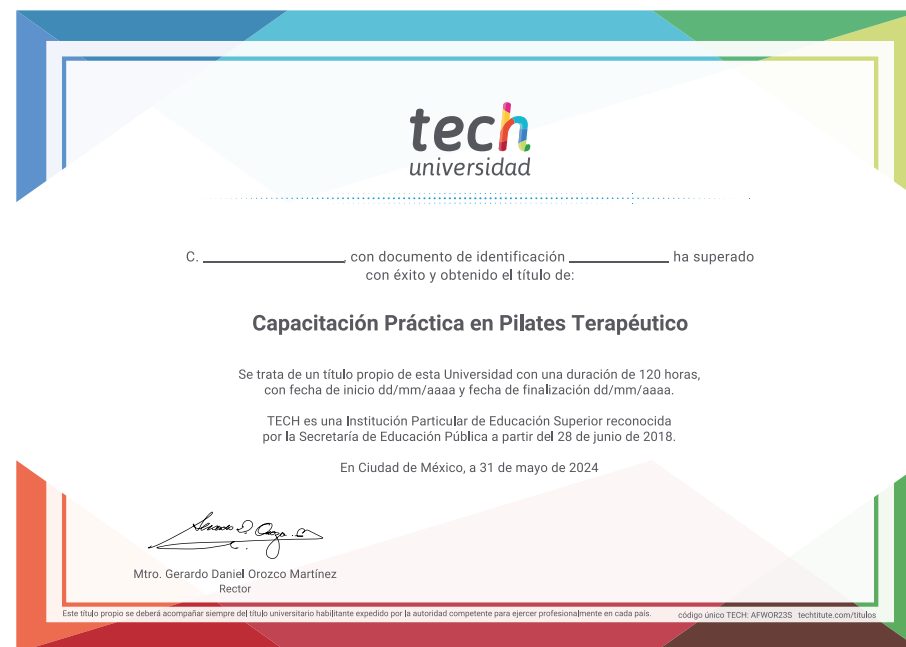 tech
universidad
C. ____________, con documento de identificación ____________ ha superado
con éxito y obtenido el título de:
Capacitación Práctica en Pilates Terapéutico
Se trata de un título propio de esta Universidad con una duración de 120 horas,
con fecha de inicio dd/mm/aaaa y fecha de finalización dd/mm/aaaa.
TECH es una Institución Particular de Educación Superior reconocida
por la Secretaría de Educación Pública a partir del 28 de junio de 2018.
En Ciudad de México, a 31 de mayo de 2024
Mtro. Gerardo Daniel Orozco Martínez
Rector
Este título propio se deberá acompañar siempre del título universitario habilitante expedido por la autoridad competente para ejercer profesionalmente en cada país. código único TECH: AFWOR23S techtitute.com/titulos